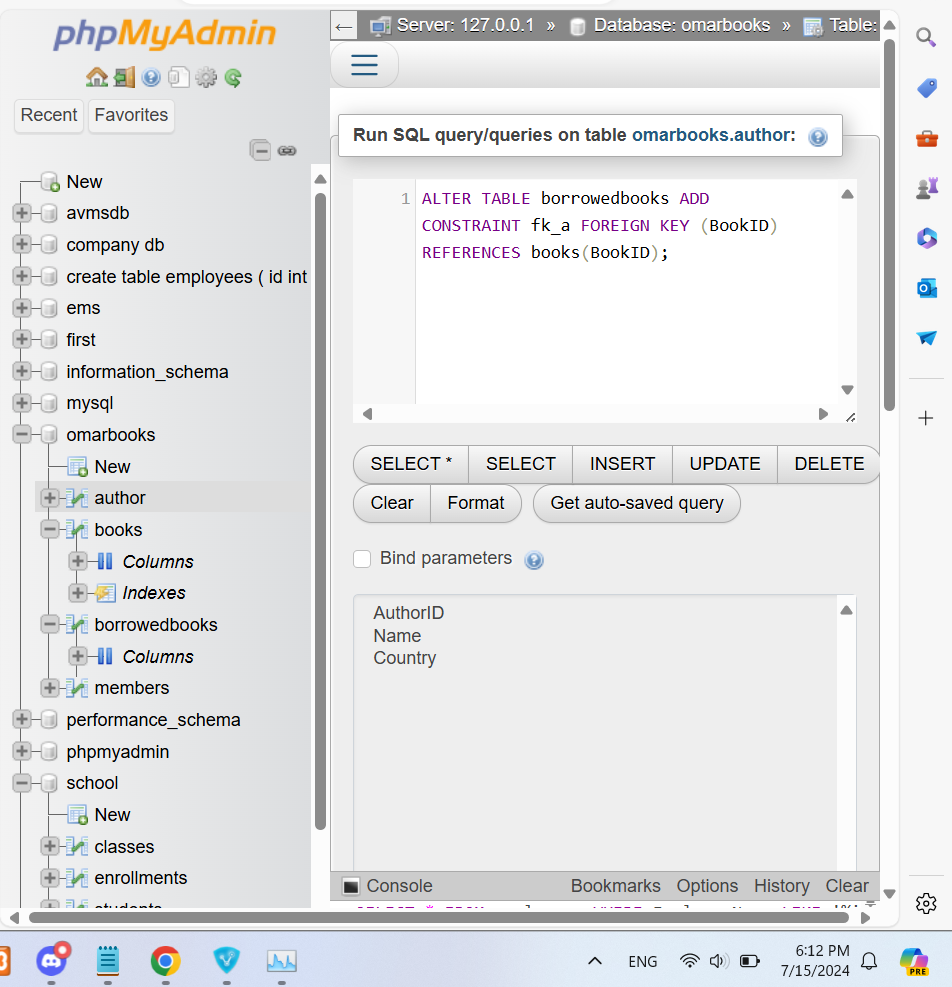 phpMyAdmin
Recent
Favorites
New
avmsdb
company db
create table employees ( id int
ems
first
information_schema
mysql
omarbooks
New
author
books
Columns
Indexes
borrowedbooks
Columns
members
performance_schema
phpmyadmin
school
New
classes
enrollments
students
Server: 127.0.0.1 » Database: omarbooks » Table:
Run SQL query/queries on table omarbooks.author:
1 ALTER TABLE borrowedbooks ADD
CONSTRAINT fk_a FOREIGN KEY (BookID)
REFERENCES books(BookID);
SELECT * SELECT INSERT UPDATE DELETE
Clear Format Get auto-saved query
Bind parameters
AuthorID
Name
Country
Console Bookmarks Options History Clear
ENG
6:12 PM
7/15/2024
PRE